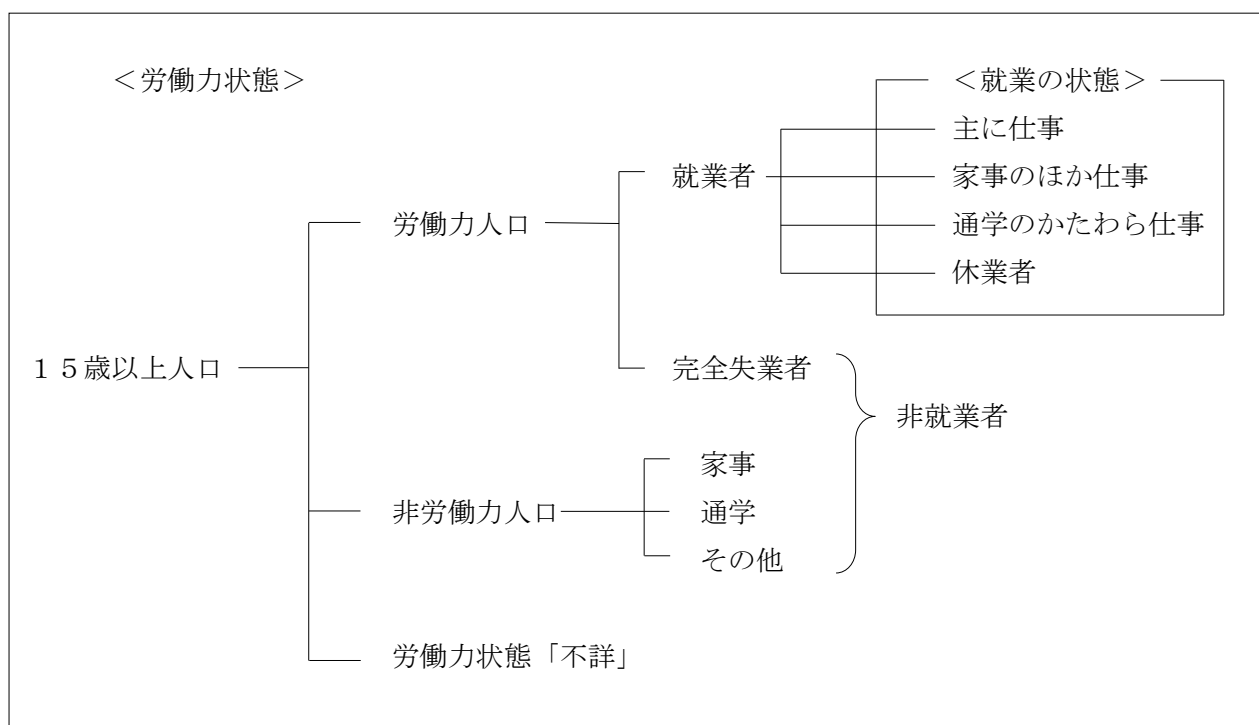 ＜労働力状態＞
＜就業の状態＞
主に仕事
就業者
家事のほか仕事
労働力人口
通学のかたわら仕事
休業者
１５歳以上人口
完全失業者
非就業者
家事
非労働力人口
通学
その他
労働力状態「不詳」